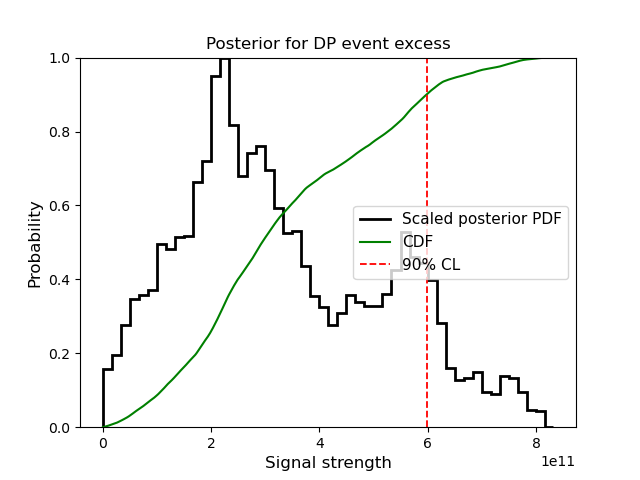 Posterior for DP event excess
Probability
1.0
0.8
0.6
0.4
0.2
0.0
Scaled posterior PDF
CDF
90% CL
0
2
4
6
8
1e11
Signal strength